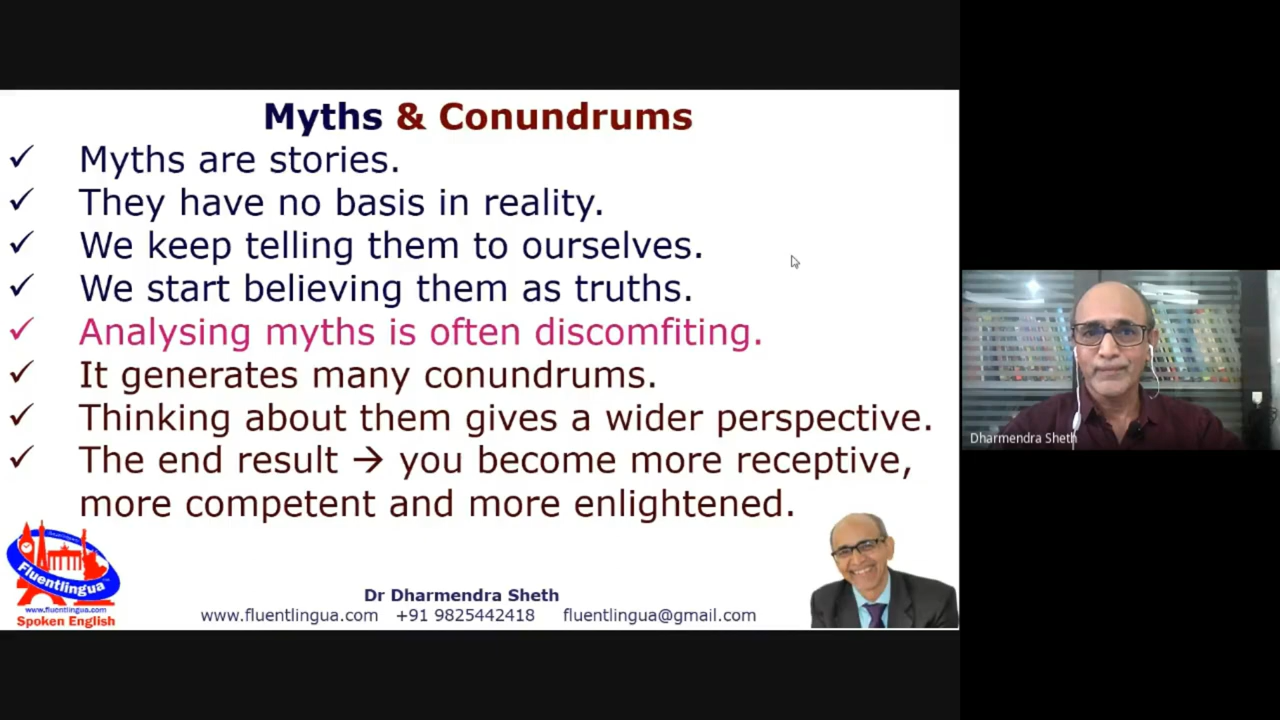 Myths & Conundrums
✓ Myths are stories.
✓ They have no basis in reality.
✓ We keep telling them to ourselves.
✓ We start believing them as truths.
✓ Analysing myths is often discomfiting.
✓ It generates many conundrums.
✓ Thinking about them gives a wider perspective.
✓ The end result → you become more receptive,
more competent and more enlightened.
Fluentlingua
www.fluentlingua.com
Spoken English
Dr Dharmendra Sheth
www.fluentlingua.com +91 9825442418 fluentlingua@gmail.com
Dharmendra Sheth